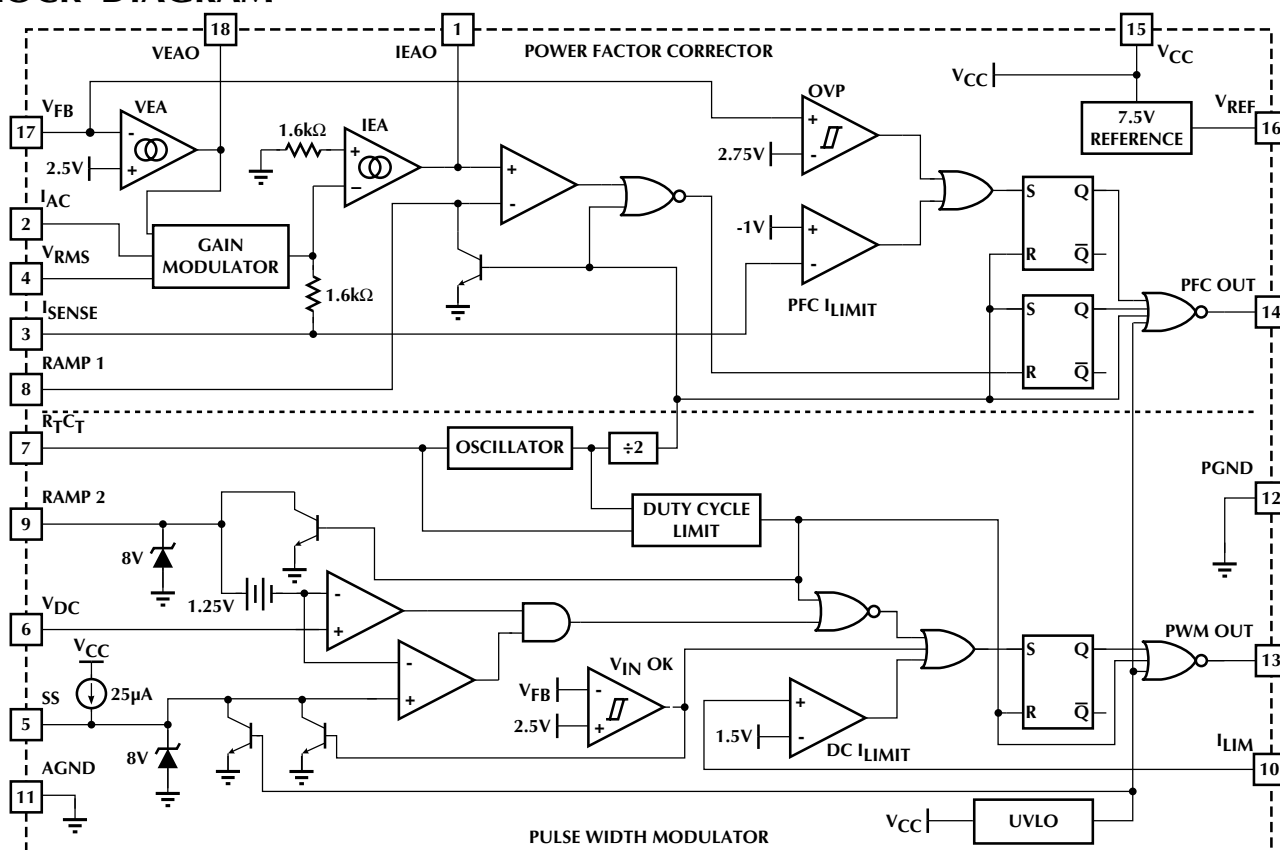 BLOCK DIAGRAM
18
1
15
VEAO
IEAO
POWER FACTOR CORRECTOR
VCC
VCC
VFB
VEA
OVP
7.5V
REFERENCE
VREF
17
16
-
+
2.5V
1.6kΩ
IEA
+
−
+
-
2.75V
+
-
S
Q
R
Q̅
IAC
2
GAIN
MODULATOR
-1V
+
-
VRMS
4
1.6kΩ
PFC ILIMIT
PFC OUT
14
ISENSE
3
S
Q
R
Q̅
RAMP 1
8
RTCT
7
OSCILLATOR
÷2
PGND
12
RAMP 2
9
DUTY CYCLE
LIMIT
8V
1.25V
-
+
VDC
6
PWM OUT
13
VCC
25µA
-
+
VIN OK
S
Q
R
Q̅
SS
5
VFB
-
2.5V
+
+
1.5V
-
DC ILIMIT
8V
ILIM
10
AGND
11
VCC
UVLO
PULSE WIDTH MODULATOR